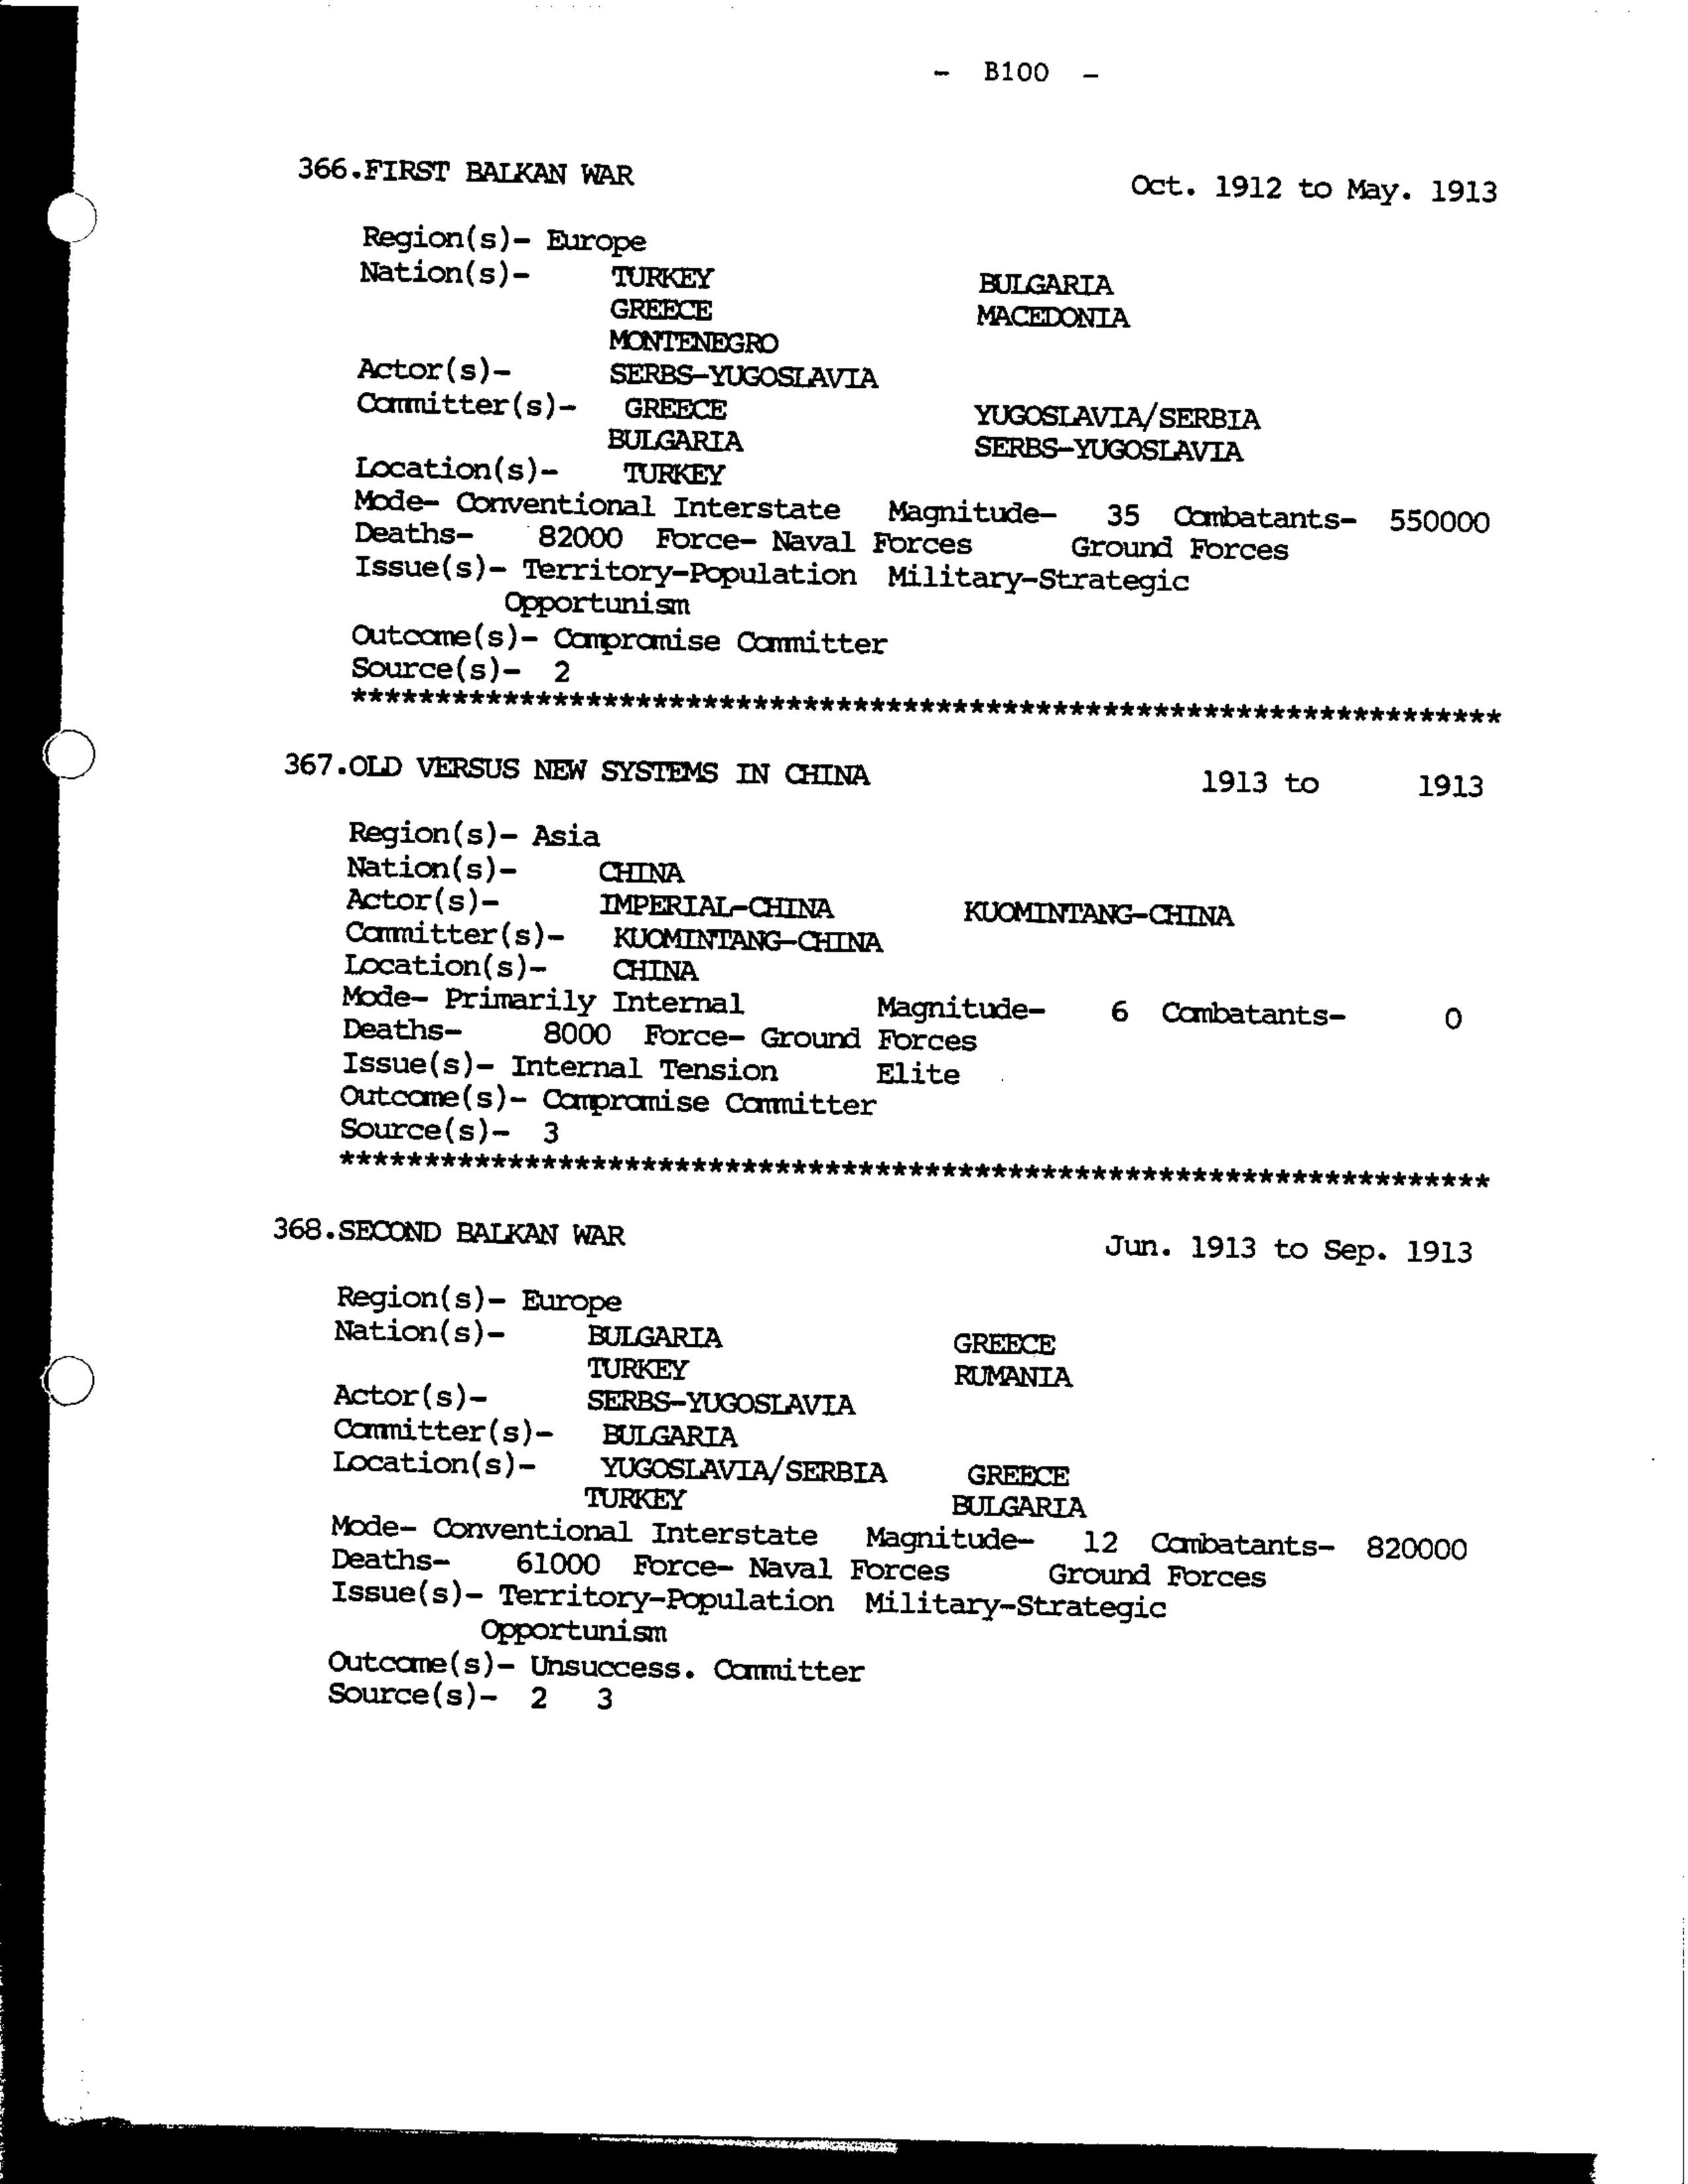 - B100 -
366.FIRST BALKAN WAR Oct. 1912 to May. 1913
Region(s)- Europe
Nation(s)- TURKEY BULGARIA
GREECE MACEDONIA
MONTENEGRO
Actor(s)- SERBS-YUGOSLAVIA
Committer(s)- GREECE YUGOSLAVIA/SERBIA
BULGARIA SERBS-YUGOSLAVIA
Location(s)- TURKEY
Mode- Conventional Interstate Magnitude- 35 Combatants- 550000
Deaths- 82000 Force- Naval Forces Ground Forces
Issue(s)- Territory-Population Military-Strategic
Opportunism
Outcome(s)- Compromise Committer
Source(s)- 2
*********************************************************************
367.OLD VERSUS NEW SYSTEMS IN CHINA 1913 to 1913
Region(s)- Asia
Nation(s)- CHINA
Actor(s)- IMPERIAL-CHINA KUOMINTANG-CHINA
Committer(s)- KUOMINTANG-CHINA
Location(s)- CHINA
Mode- Primarily Internal Magnitude- 6 Combatants- 0
Deaths- 8000 Force- Ground Forces
Issue(s)- Internal Tension Elite
Outcome(s)- Compromise Committer
Source(s)- 3
*********************************************************************
368.SECOND BALKAN WAR Jun. 1913 to Sep. 1913
Region(s)- Europe
Nation(s)- BULGARIA GREECE
TURKEY RUMANIA
Actor(s)- SERBS-YUGOSLAVIA
Committer(s)- BULGARIA
Location(s)- YUGOSLAVIA/SERBIA GREECE
TURKEY BULGARIA
Mode- Conventional Interstate Magnitude- 12 Combatants- 820000
Deaths- 61000 Force- Naval Forces Ground Forces
Issue(s)- Territory-Population Military-Strategic
Opportunism
Outcome(s)- Unsuccess. Committer
Source(s)- 2 3